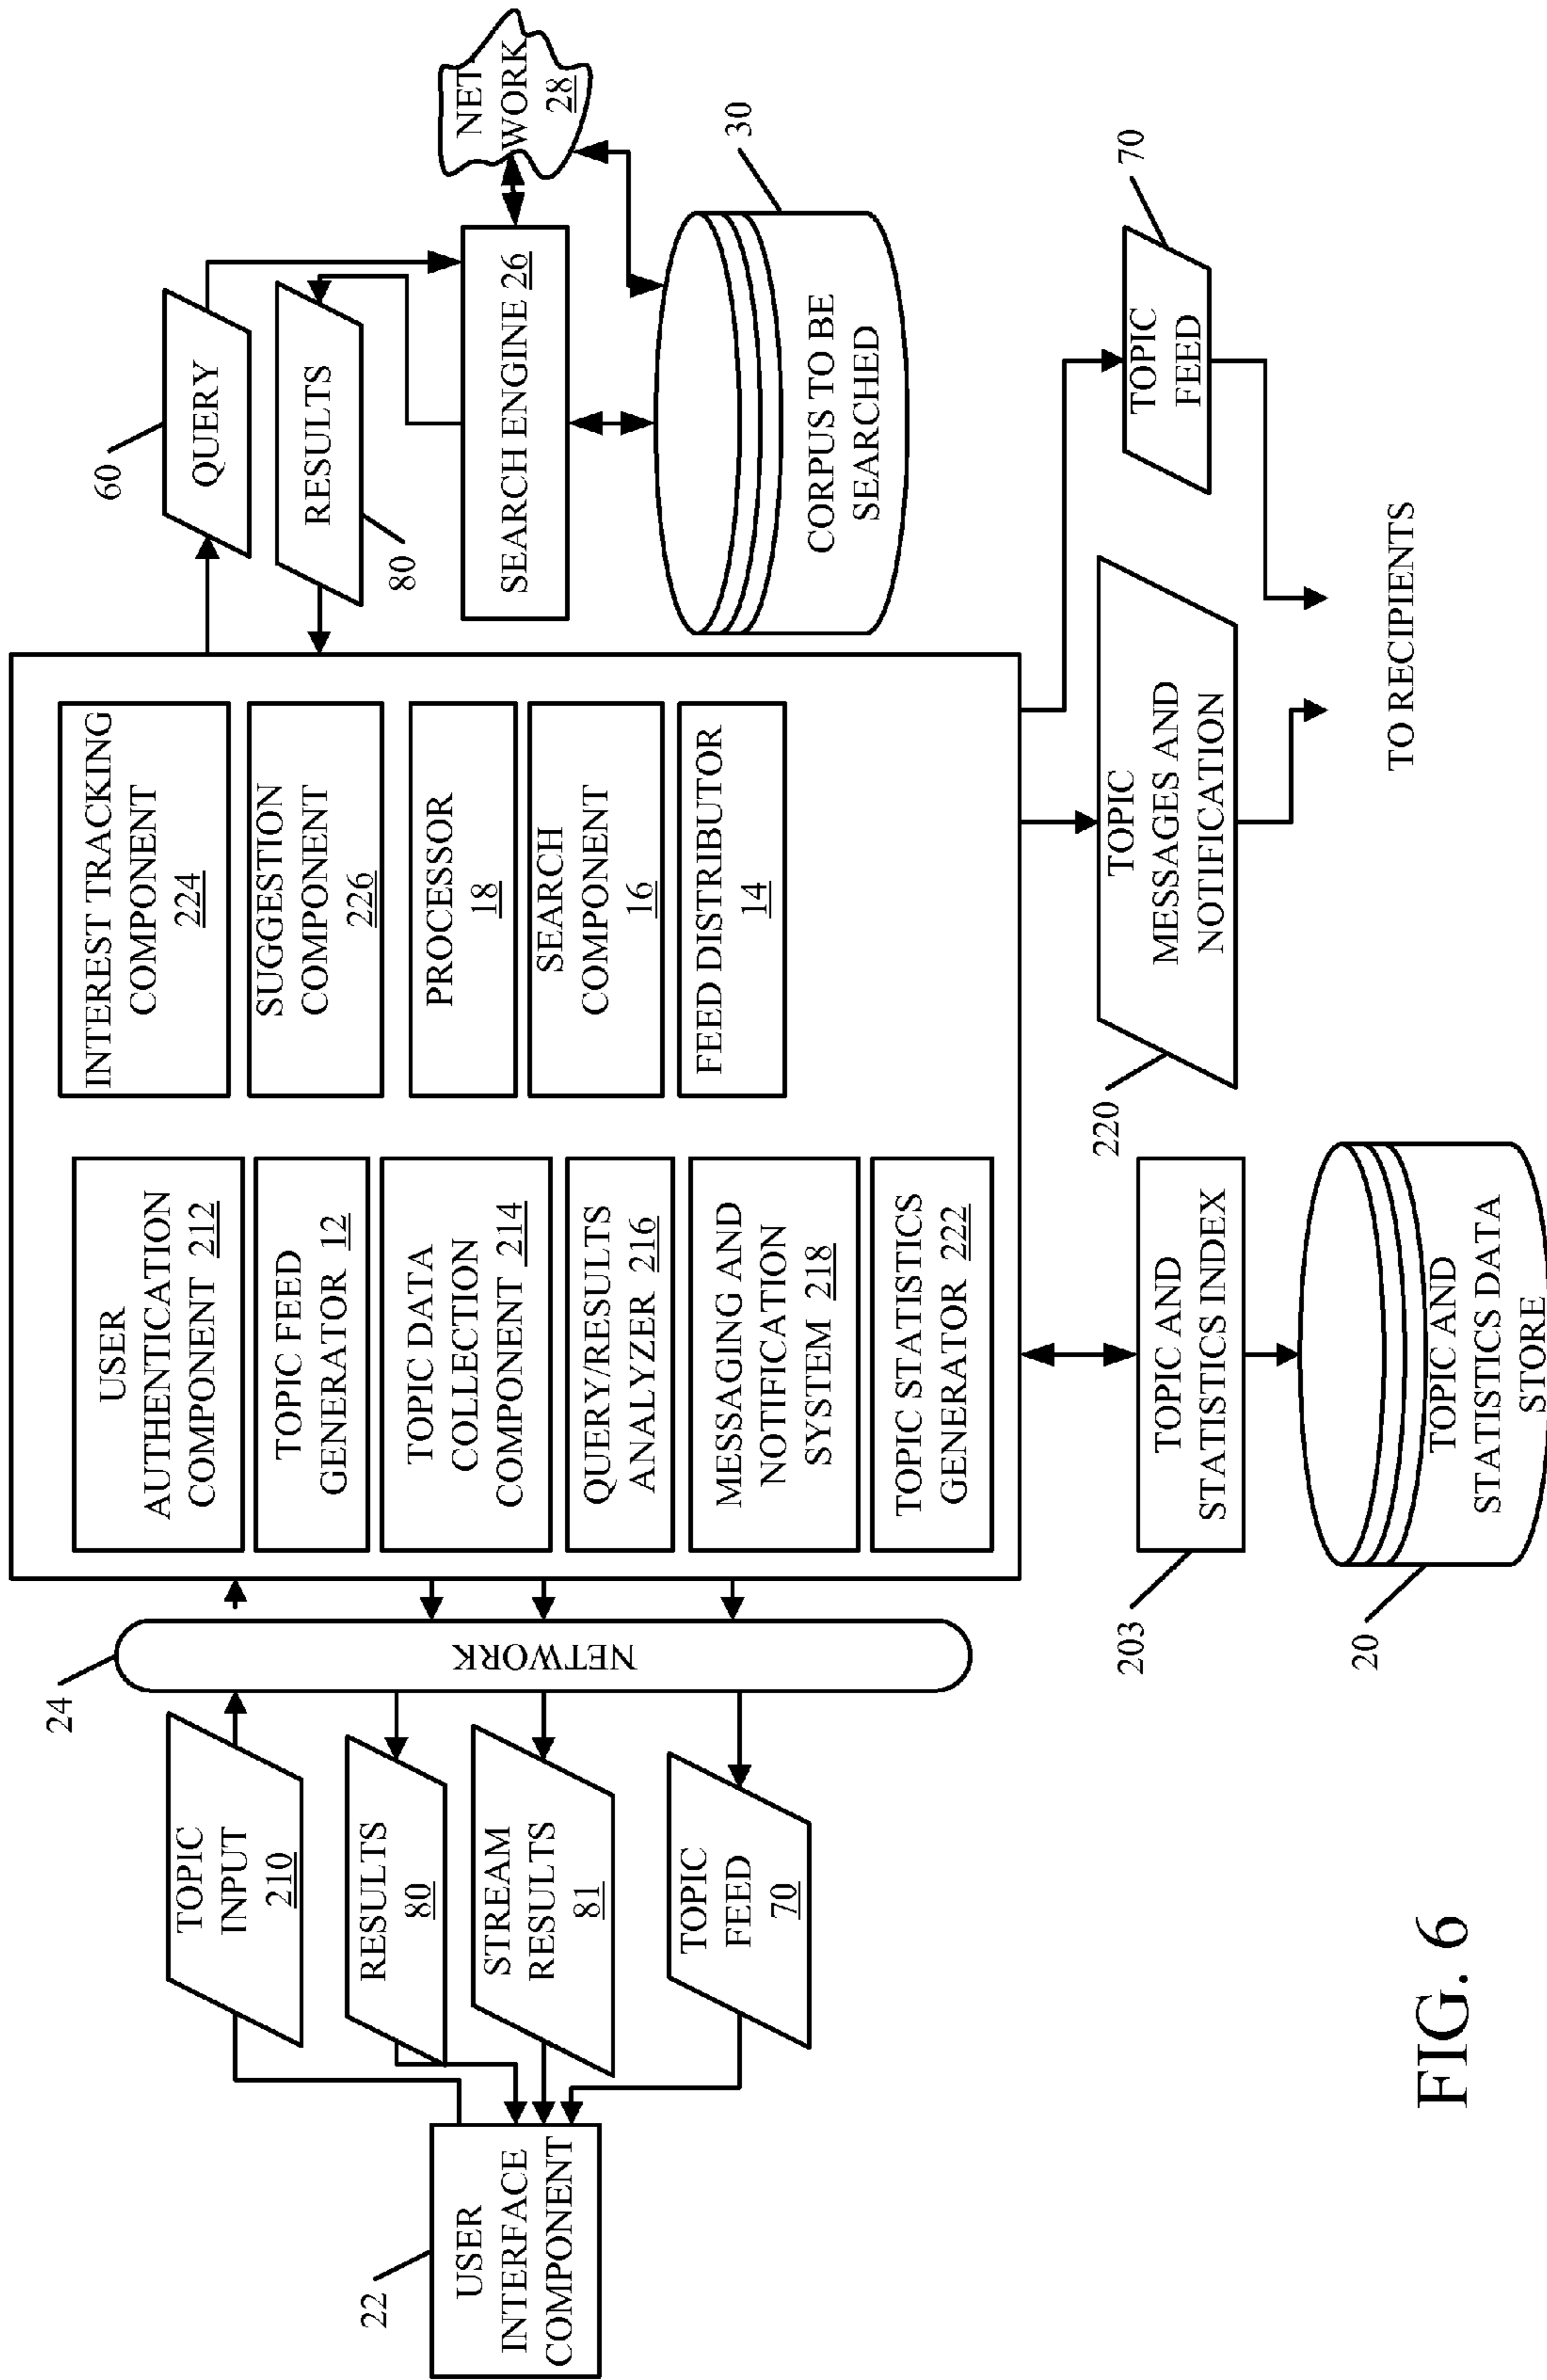 22
USER
INTERFACE
COMPONENT
TOPIC
INPUT
210
RESULTS
80
STREAM
RESULTS
81
TOPIC
FEED
70
24
NETWORK
USER
AUTHENTICATION
COMPONENT 212
TOPIC FEED
GENERATOR 12
TOPIC DATA
COLLECTION
COMPONENT 214
QUERY/RESULTS
ANALYZER 216
MESSAGING AND
NOTIFICATION
SYSTEM 218
TOPIC STATISTICS
GENERATOR 222
INTEREST TRACKING
COMPONENT
224
SUGGESTION
COMPONENT
226
PROCESSOR
18
SEARCH
COMPONENT
16
FEED DISTRIBUTOR
14
60
QUERY
RESULTS
80
SEARCH ENGINE 26
NET
WORK
28
30
CORPUS TO BE
SEARCHED
203
TOPIC AND
STATISTICS INDEX
20
TOPIC AND
STATISTICS DATA
STORE
220
TOPIC
MESSAGES AND
NOTIFICATION
70
TOPIC
FEED
TO RECIPIENTS
FIG. 6